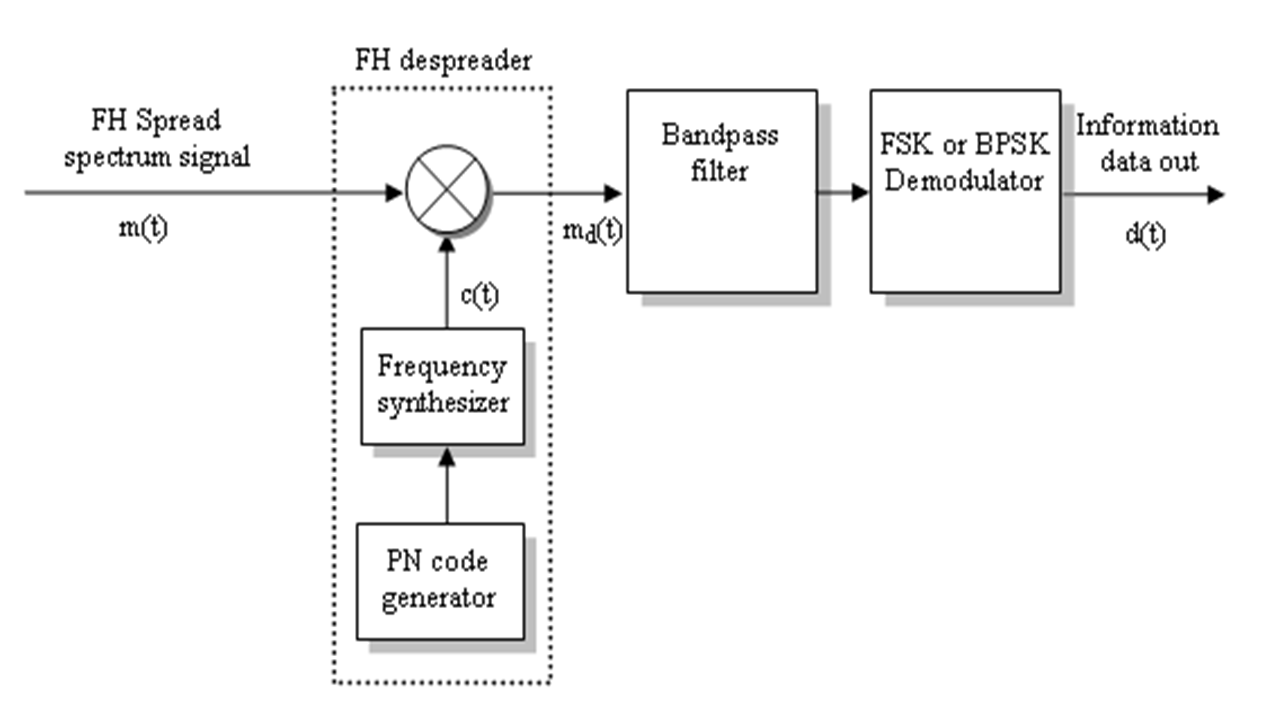 FH despreader
FH Spread
spectrum signal
m(t)
c(t)
Frequency
synthesizer
PN code
generator
md(t)
Bandpass
filter
FSK or BPSK
Demodulator
Information
data out
d(t)